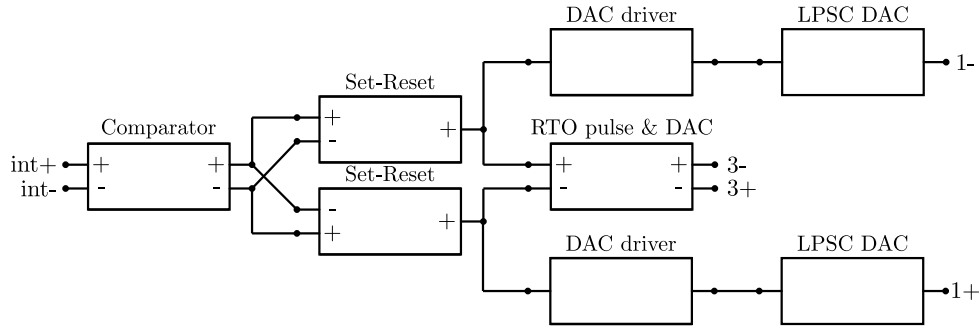 DAC driver LPSC DAC
1-
Set-Reset
+
-
+
Comparator
RTO pulse & DAC
int+ + + + + 3-
int- - - - - 3+
Set-Reset
-
+
+
DAC driver LPSC DAC
1+